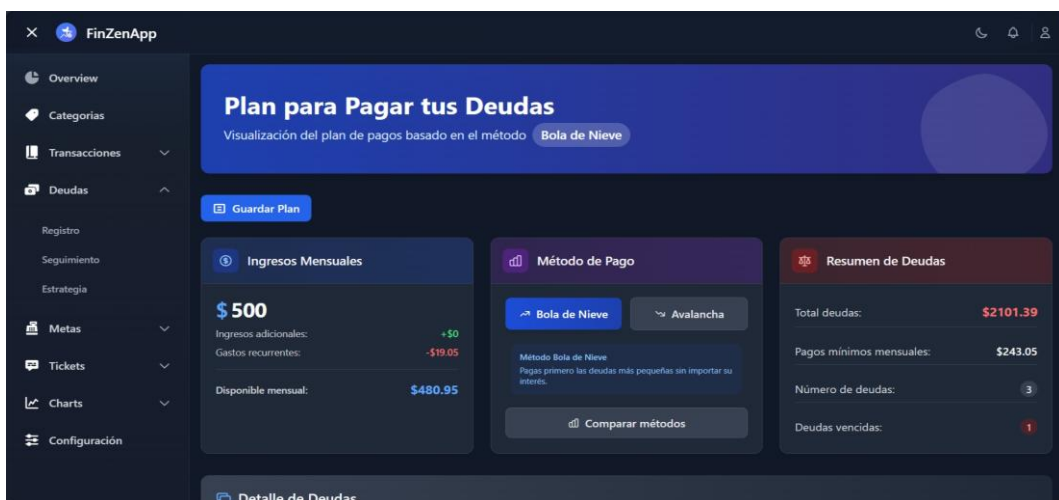 FinZenApp
Overview
Categorias
Transacciones
Deudas
Registro
Seguimiento
Estrategia
Metas
Tickets
Charts
Configuración
Plan para Pagar tus Deudas
Visualización del plan de pagos basado en el método Bola de Nieve
Guardar Plan
Ingresos Mensuales
$500
Ingresos adicionales: +$0
Gastos recurrentes: -$19.05
Disponible mensual: $480.95
Método de Pago
Bola de Nieve Avalancha
Método Bola de Nieve
Pagas primero las deudas más pequeñas sin importar su
interés.
Comparar métodos
Resumen de Deudas
Total deudas: $2101.39
Pagos mínimos mensuales: $243.05
Número de deudas: 3
Deudas vencidas: 1
Detalle de Deudas